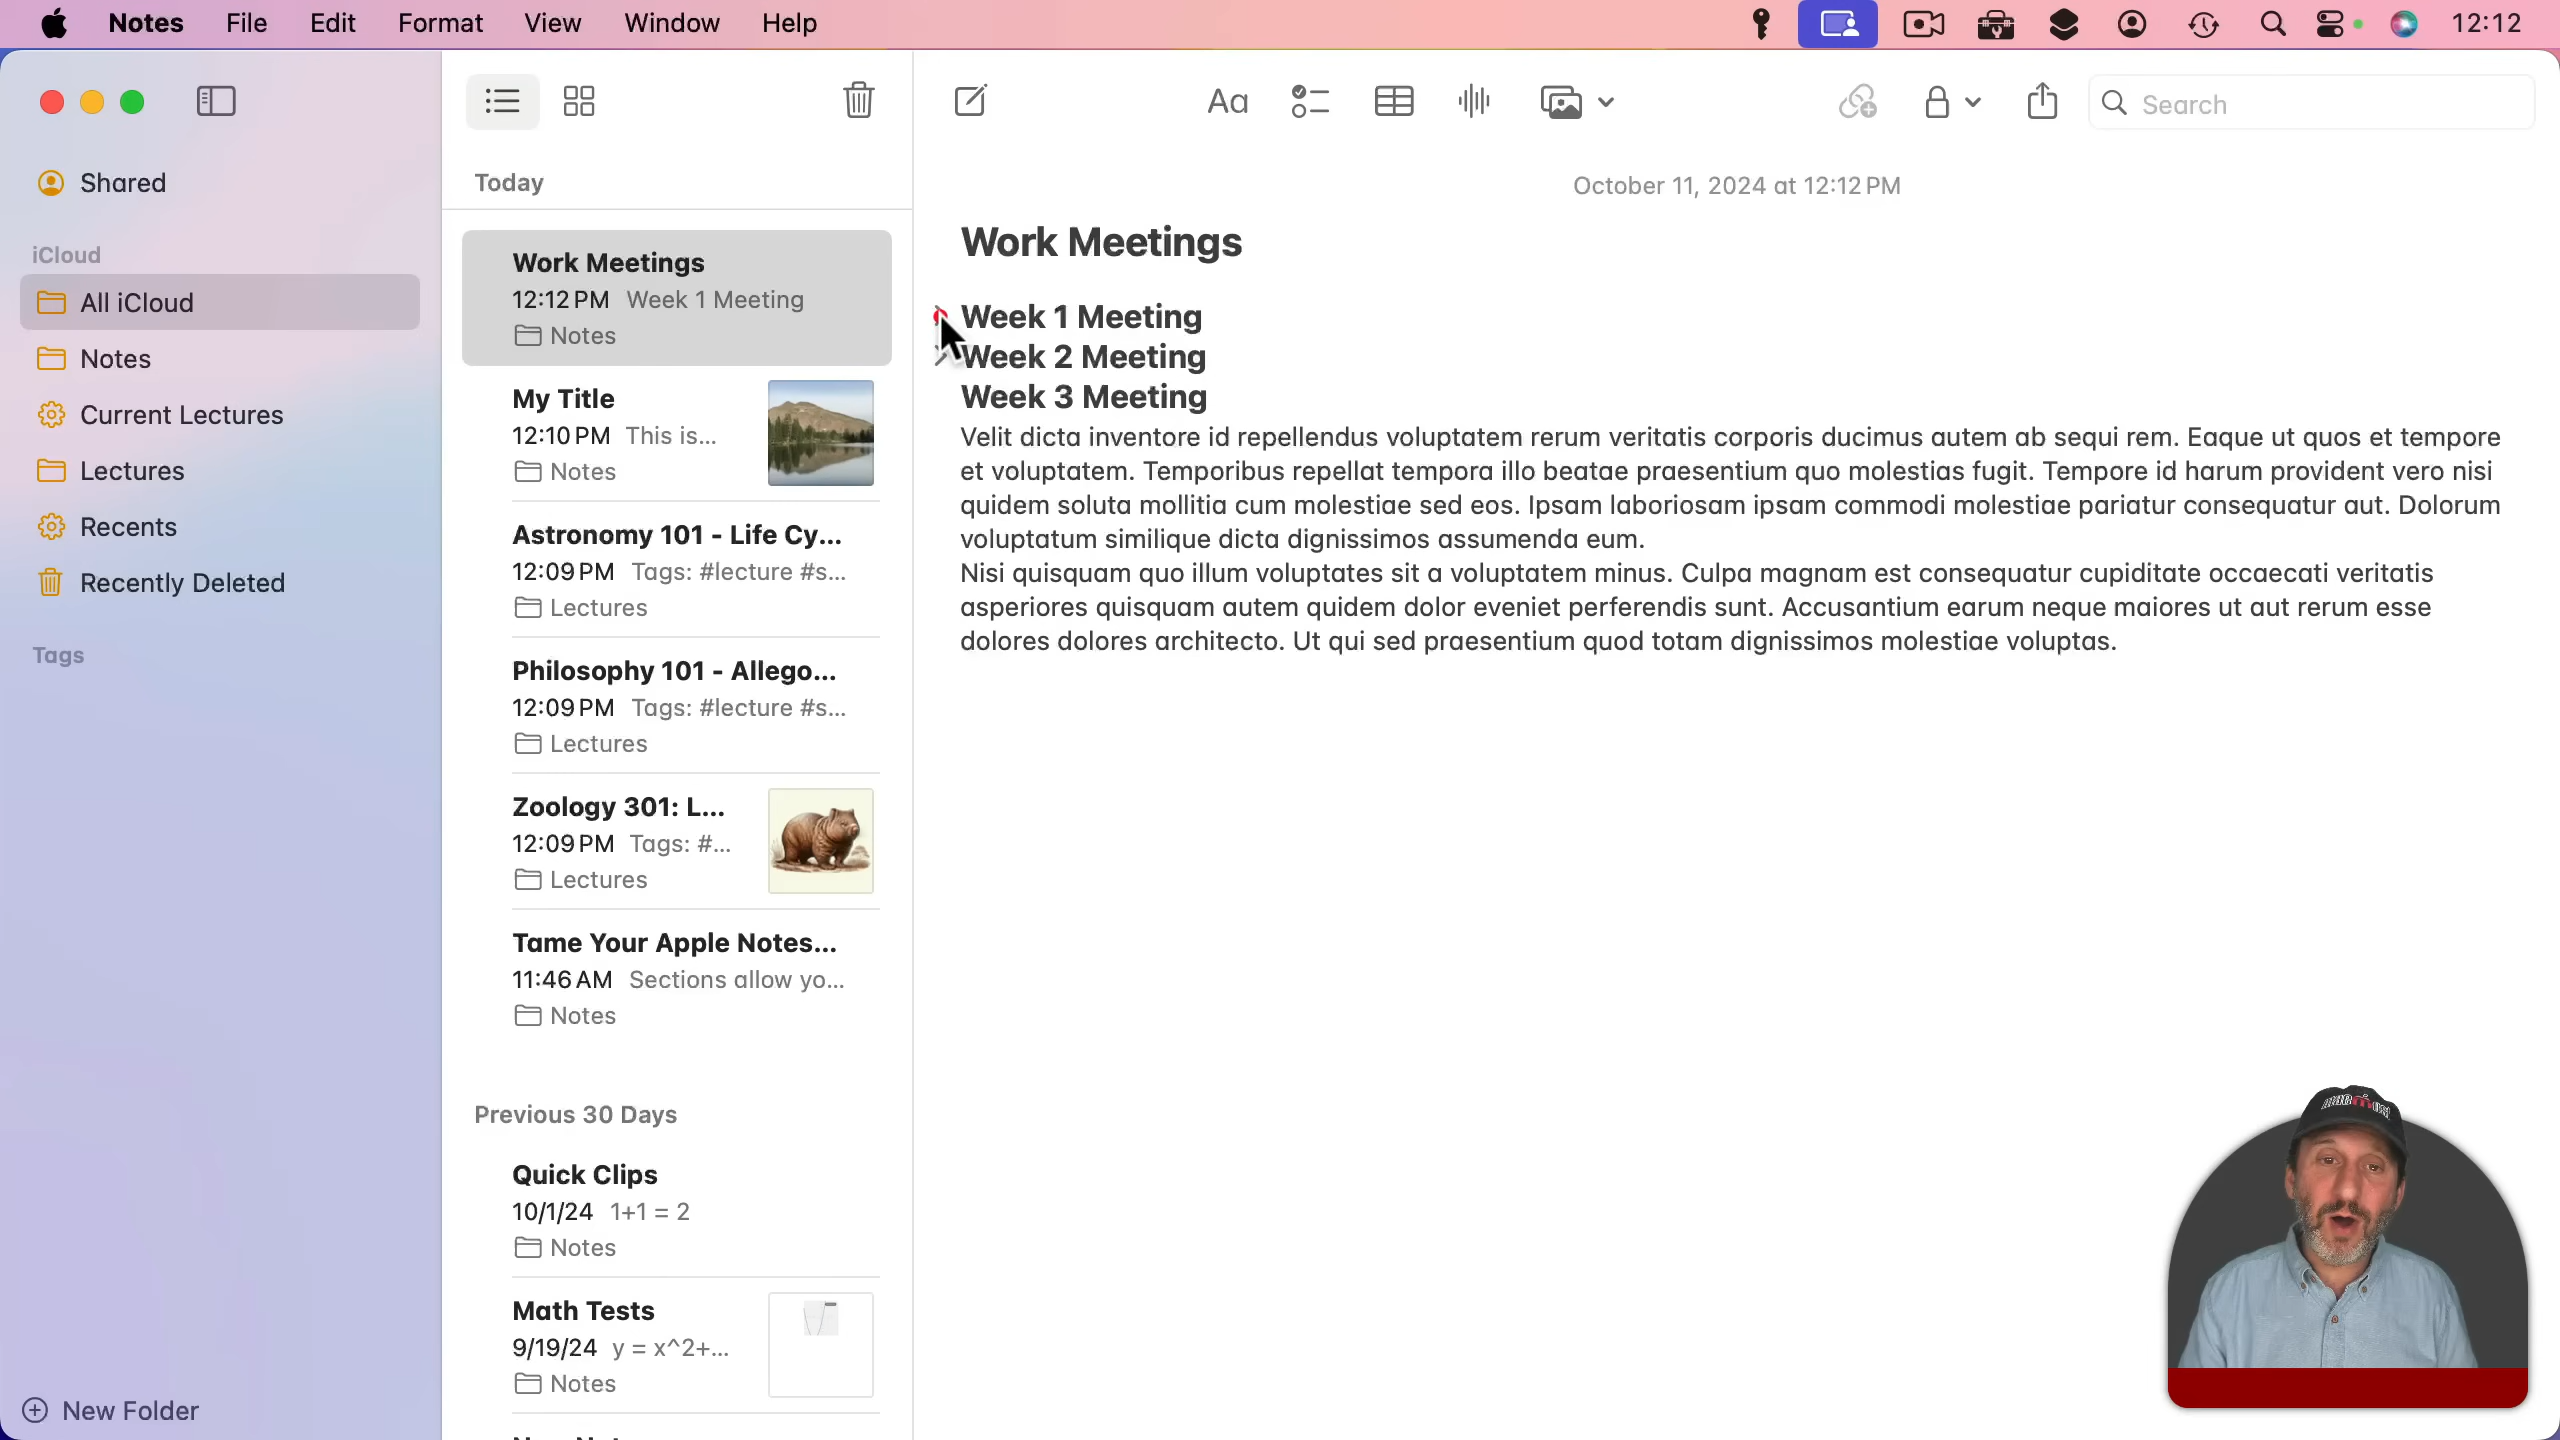 Notes File Edit Format View Window Help 12:12
Shared
iCloud
All iCloud
Notes
Current Lectures
Lectures
Recents
Recently Deleted
Tags
New Folder
Today
Work Meetings
12:12 PM Week 1 Meeting
Notes
My Title
12:10 PM This is...
Notes
Astronomy 101 - Life Cy...
12:09 PM Tags: #lecture #s...
Lectures
Philosophy 101 - Allego...
12:09 PM Tags: #lecture #s...
Lectures
Zoology 301: L...
12:09 PM Tags: #...
Lectures
Tame Your Apple Notes...
11:46 AM Sections allow yo...
Notes
Previous 30 Days
Quick Clips
10/1/24 1+1 = 2
Notes
Math Tests
9/19/24 y = x^2+...
Notes
Aa
Search
October 11, 2024 at 12:12 PM
Work Meetings
Week 1 Meeting
Week 2 Meeting
Week 3 Meeting
Velit dicta inventore id repellendus voluptatem rerum veritatis corporis ducimus autem ab sequi rem. Eaque ut quos et tempore
et voluptatem. Temporibus repellat tempora illo beatae praesentium quo molestias fugit. Tempore id harum provident vero nisi
quidem soluta mollitia cum molestiae sed eos. Ipsam laboriosam ipsam commodi molestiae pariatur consequatur aut. Dolorum
voluptatum similique dicta dignissimos assumenda eum.
Nisi quisquam quo illum voluptates sit a voluptatem minus. Culpa magnam est consequatur cupiditate occaecati veritatis
asperiores quisquam autem quidem dolor eveniet perferendis sunt. Accusantium earum neque maiores ut aut rerum esse
dolores dolores architecto. Ut qui sed praesentium quod totam dignissimos molestiae voluptas.